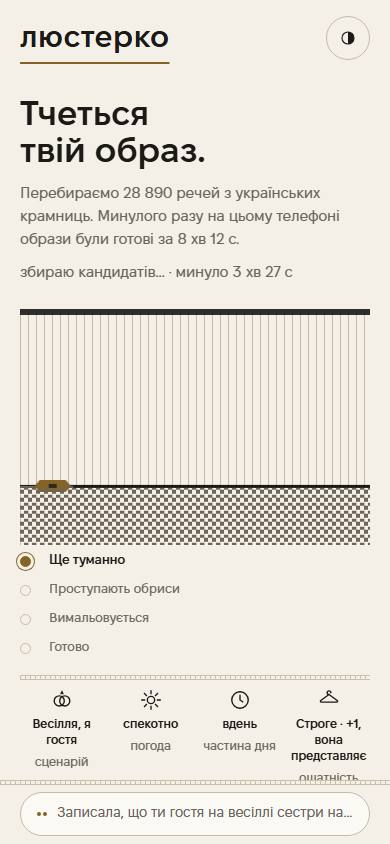 люстерко
Тчеться
твій образ.
Перебираємо 28 890 речей з українських
крамниць. Минулого разу на цьому телефоні
образи були готові за 8 хв 12 с.
збираю кандидатів... · минуло 3 хв 27 с
Ще туманно
Проступають обриси
Вимальовується
Готово
Весілля, я
гостя
сценарій
спекотно
погода
вдень
частина дня
Строге · +1,
вона
представляє
ошатність
Записала, що ти гостя на весіллі сестри на...